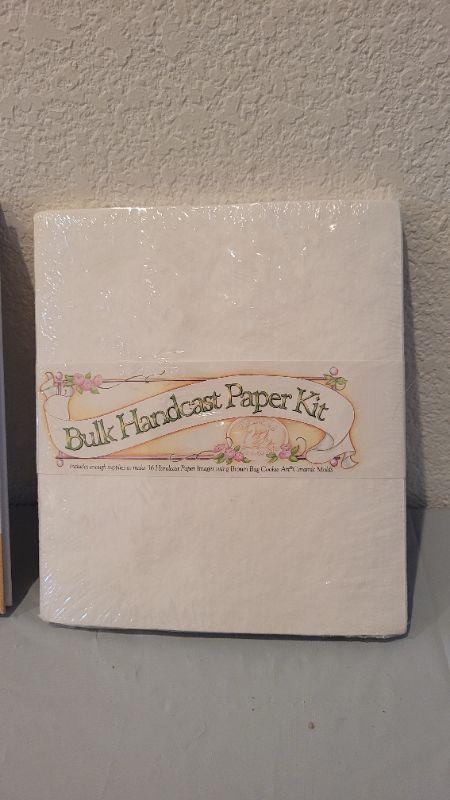 Bulk Handcast Paper Kit
includes enough supplies to make 16 Handcast Paper Images using Brown Bag Cookie Art® Ceramic Molds